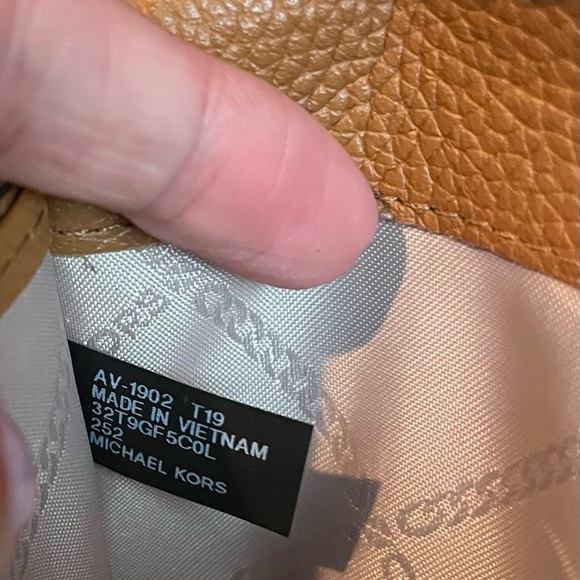 AV-1902 T19
MADE IN VIETNAM
32T9GF5C0L
252
MICHAEL KORS